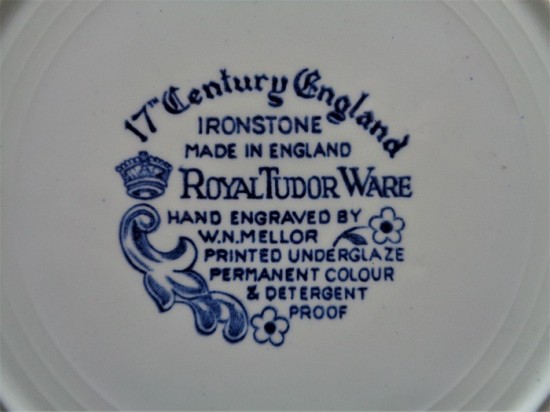 17TH Century England
IRONSTONE
MADE IN ENGLAND
ROYAL TUDOR WARE
HAND ENGRAVED BY
W.N.MELLOR
PRINTED UNDERGLAZE
PERMANENT COLOUR
& DETERGENT
PROOF